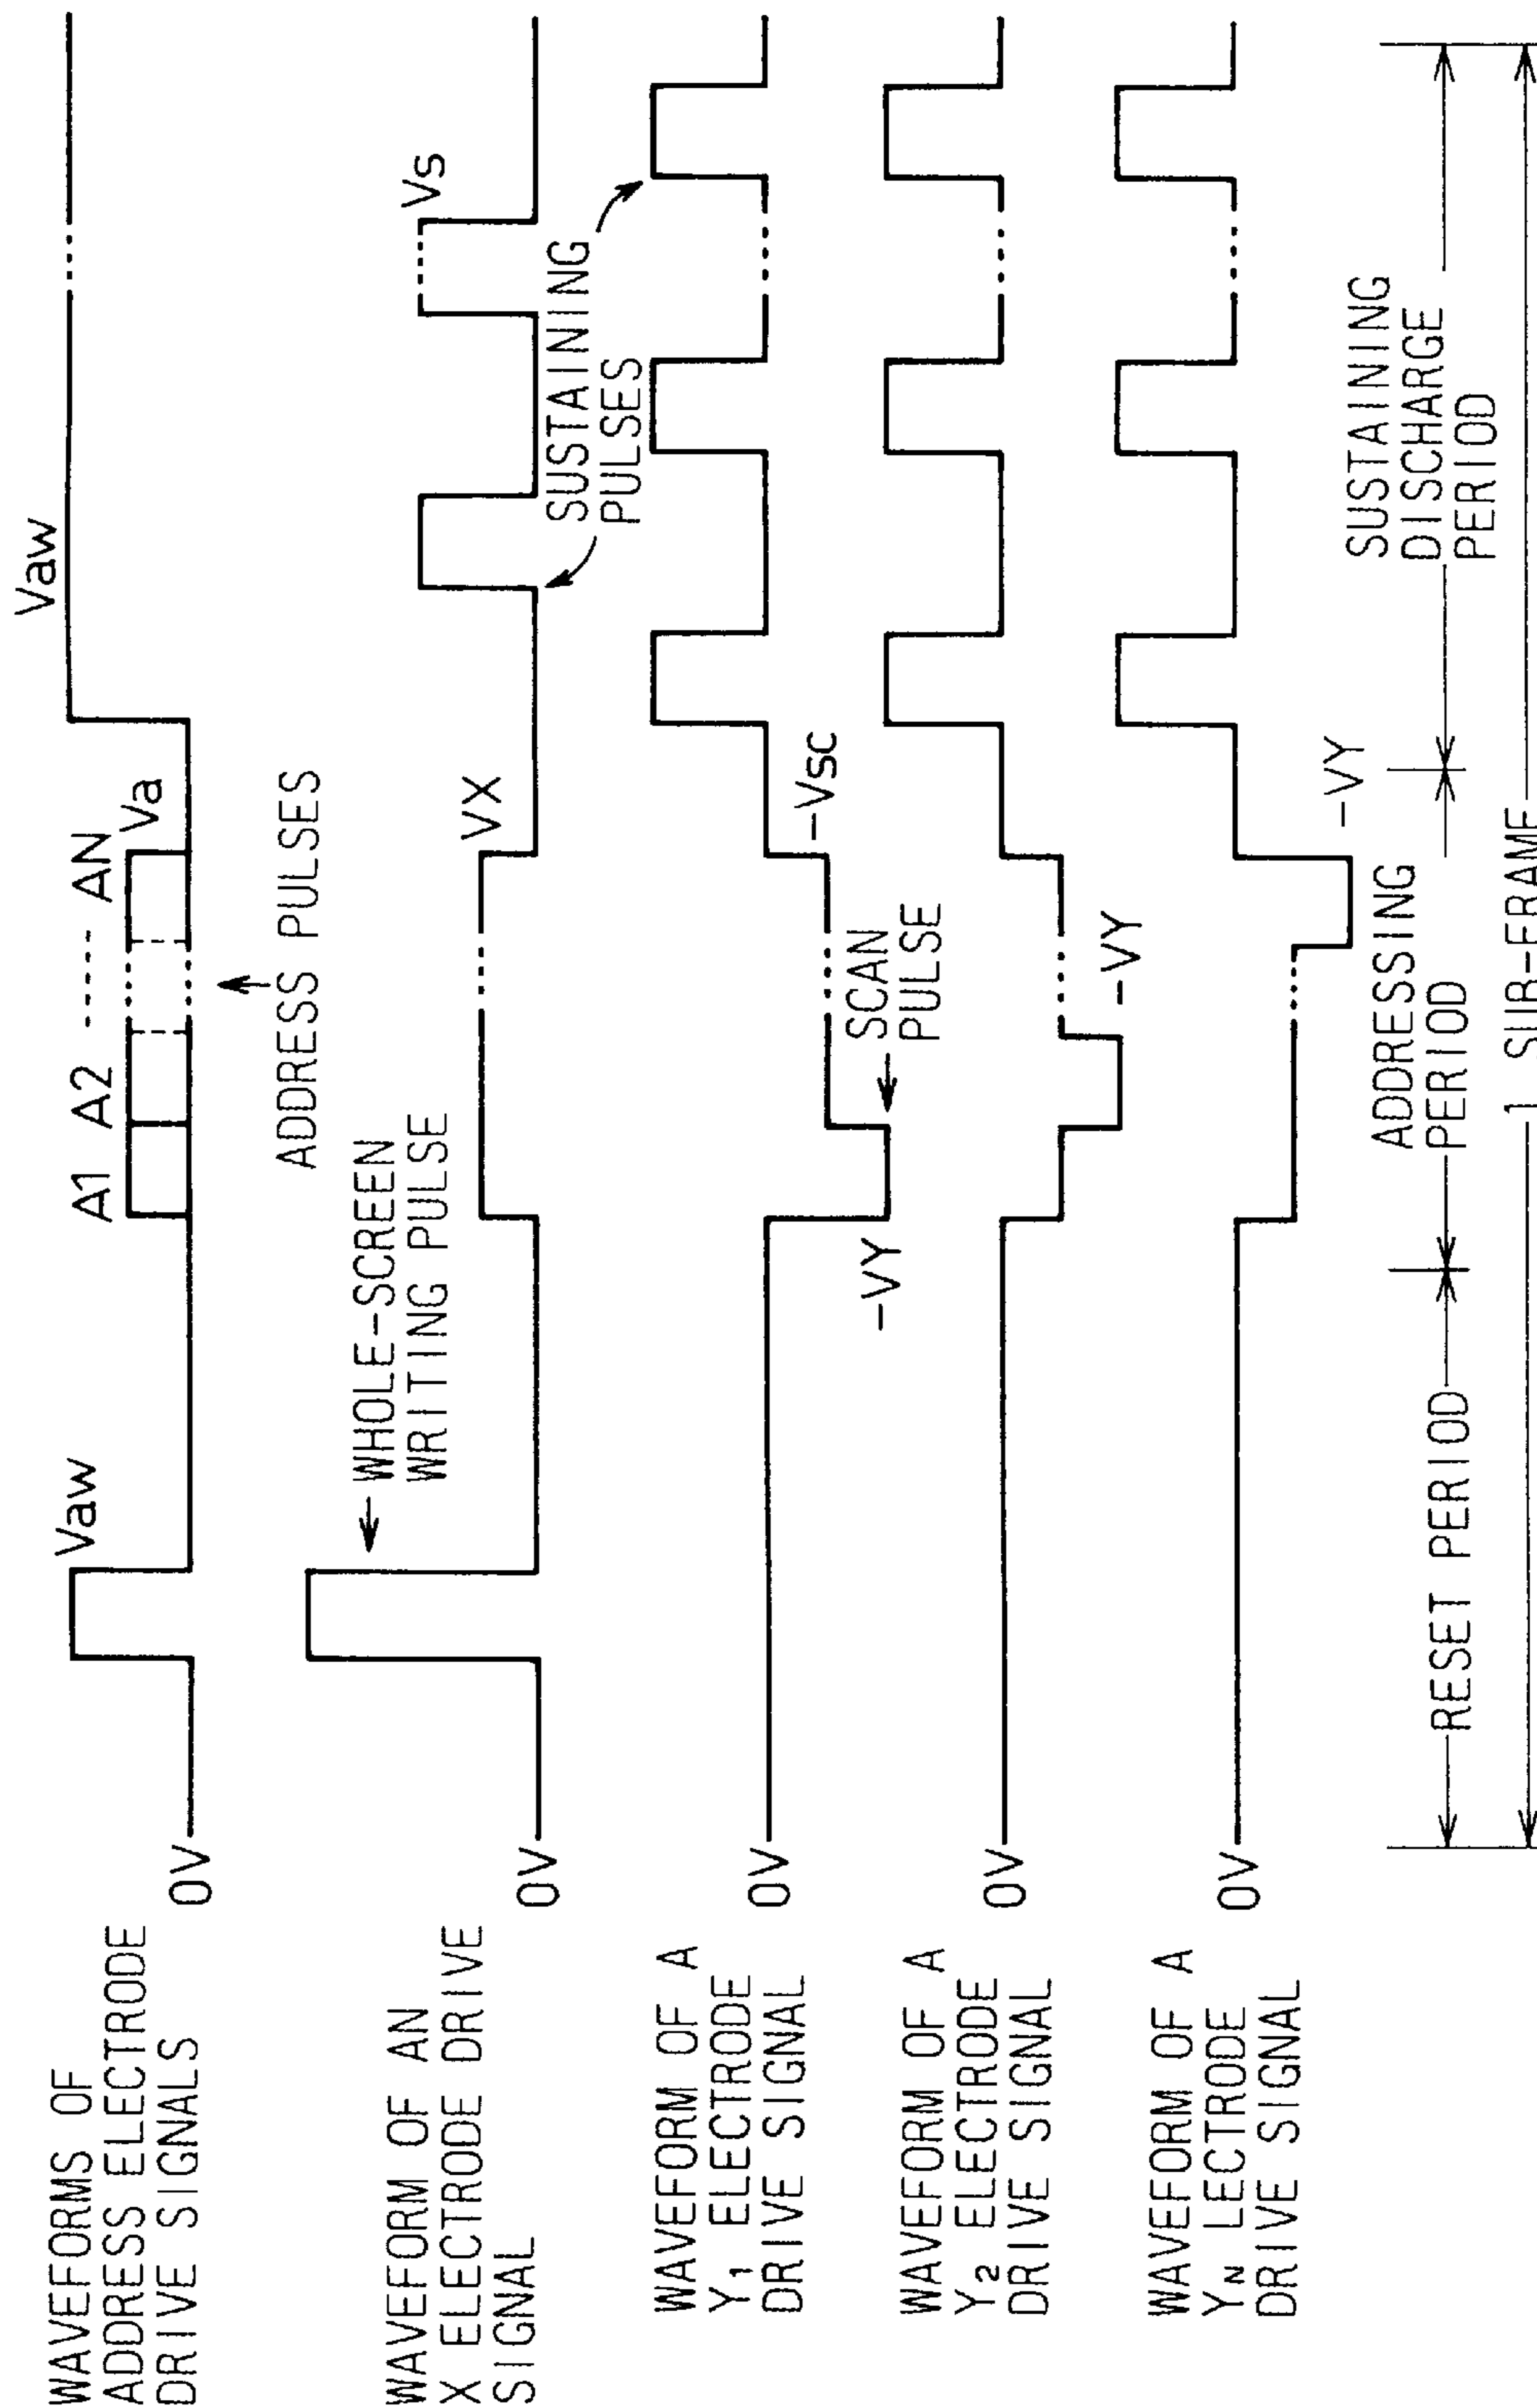 WAVEFORMS OF
ADDRESS ELECTRODE
DRIVE SIGNALS
0V
Vaw
A1 A2 ----- AN
Va
Vaw
ADDRESS PULSES
WAVEFORM OF AN
X ELECTRODE DRIVE
SIGNAL
0V
WHOLE-SCREEN
WRITING PULSE
VX
Vs
SUSTAINING
PULSES
WAVEFORM OF A
Y1 ELECTRODE
DRIVE SIGNAL
0V
-VY
-Vsc
SCAN
PULSE
WAVEFORM OF A
Y2 ELECTRODE
DRIVE SIGNAL
0V
-VY
WAVEFORM OF A
YN LECTRODE
DRIVE SIGNAL
0V
-VY
RESET PERIOD
ADDRESSING
PERIOD
SUSTAINING
DISCHARGE
PERIOD
1 SUB-FRAME